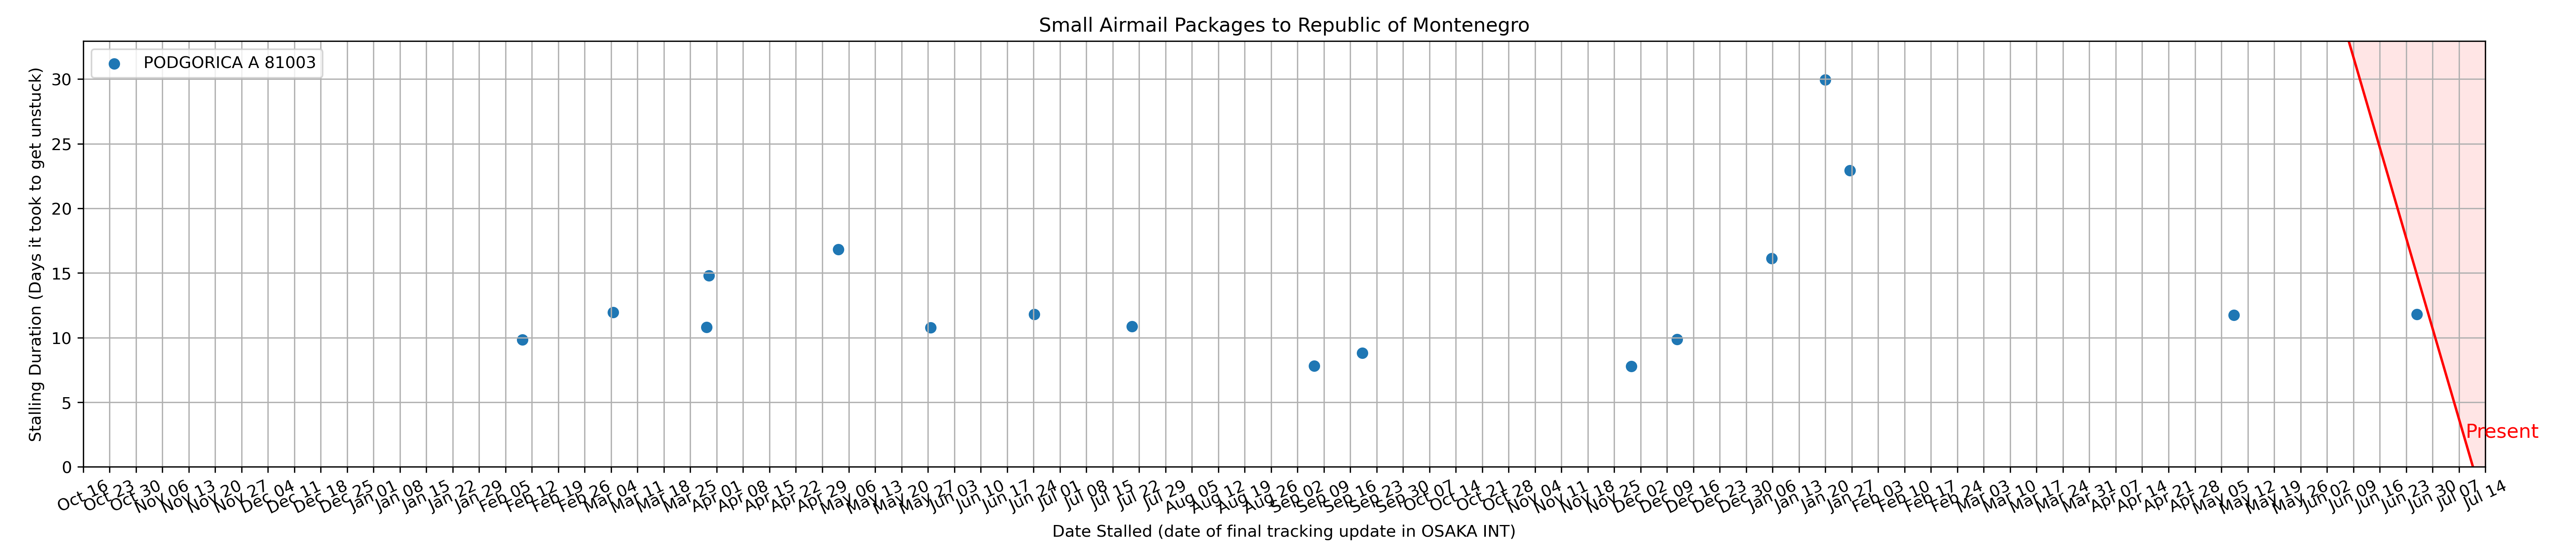 Small Airmail Packages to Republic of Montenegro
PODGORICA A 81003
Stalling Duration (Days it took to get unstuck)
30
25
20
15
10
5
0
Present
Oct 16 Oct 23 Oct 30 Nov 06 Nov 13 Nov 20 Nov 27 Dec 04 Dec 11 Dec 18 Dec 25 Jan 01 Jan 08 Jan 15 Jan 22 Jan 29 Feb 05 Feb 12 Feb 19 Feb 26 Mar 04 Mar 11 Mar 18 Mar 25 Apr 01 Apr 08 Apr 15 Apr 22 Apr 29 May 06 May 13 May 20 May 27 Jun 03 Jun 10 Jun 17 Jun 24 Jul 01 Jul 08 Jul 15 Jul 22 Jul 29 Aug 05 Aug 12 Aug 19 Aug 26 Sep 02 Sep 09 Sep 16 Sep 23 Sep 30 Oct 07 Oct 14 Oct 21 Oct 28 Nov 04 Nov 11 Nov 18 Nov 25 Dec 02 Dec 09 Dec 16 Dec 23 Dec 30 Jan 06 Jan 13 Jan 20 Jan 27 Feb 03 Feb 10 Feb 17 Feb 24 Mar 03 Mar 10 Mar 17 Mar 24 Mar 31 Apr 07 Apr 14 Apr 21 Apr 28 May 05 May 12 May 19 May 26 Jun 02 Jun 09 Jun 16 Jun 23 Jun 30 Jul 07 Jul 14
Date Stalled (date of final tracking update in OSAKA INT)